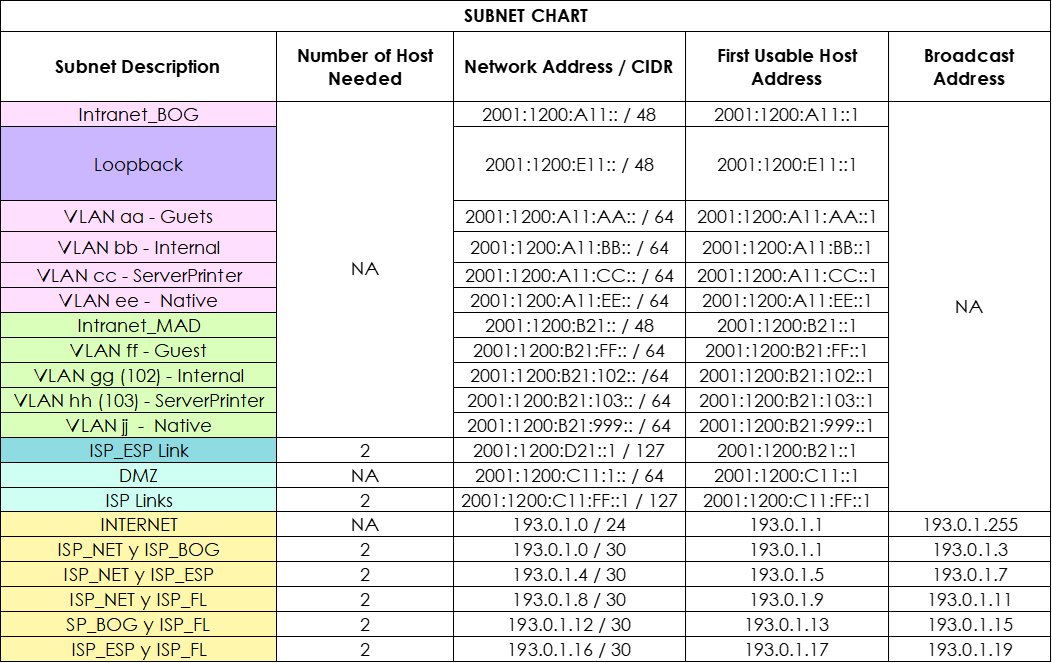 SUBNET CHART
Subnet Description Number of Host Needed Network Address / CIDR First Usable Host Address Broadcast Address
Intranet_BOG NA 2001:1200:A11:: / 48 2001:1200:A11::1 NA
Loopback 2001:1200:E11:: / 48 2001:1200:E11::1
VLAN aa - Guets 2001:1200:A11:AA:: / 64 2001:1200:A11:AA::1
VLAN bb - Internal 2001:1200:A11:BB:: / 64 2001:1200:A11:BB::1
VLAN cc - ServerPrinter 2001:1200:A11:CC:: / 64 2001:1200:A11:CC::1
VLAN ee - Native 2001:1200:A11:EE:: / 64 2001:1200:A11:EE::1
Intranet_MAD 2001:1200:B21:: / 48 2001:1200:B21::1
VLAN ff - Guest 2001:1200:B21:FF:: / 64 2001:1200:B21:FF::1
VLAN gg (102) - Internal 2001:1200:B21:102:: /64 2001:1200:B21:102::1
VLAN hh (103) - ServerPrinter 2001:1200:B21:103:: / 64 2001:1200:B21:103::1
VLAN jj - Native 2001:1200:B21:999:: / 64 2001:1200:B21:999::1
ISP_ESP Link 2 2001:1200:D21::1 / 127 2001:1200:B21::1
DMZ NA 2001:1200:C11:1:: / 64 2001:1200:C11::1
ISP Links 2 2001:1200:C11:FF::1 / 127 2001:1200:C11:FF::1
INTERNET NA 193.0.1.0 / 24 193.0.1.1 193.0.1.255
ISP_NET y ISP_BOG 2 193.0.1.0 / 30 193.0.1.1 193.0.1.3
ISP_NET y ISP_ESP 2 193.0.1.4 / 30 193.0.1.5 193.0.1.7
ISP_NET y ISP_FL 2 193.0.1.8 / 30 193.0.1.9 193.0.1.11
SP_BOG y ISP_FL 2 193.0.1.12 / 30 193.0.1.13 193.0.1.15
ISP_ESP y ISP_FL 2 193.0.1.16 / 30 193.0.1.17 193.0.1.19